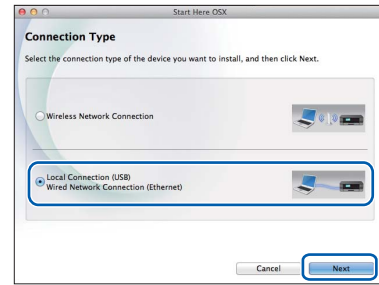 Start Here OSX
Connection Type
Select the connection type of the device you want to install, and then click Next.
Wireless Network Connection
Local Connection (USB)
Wired Network Connection (Ethernet)
Cancel
Next